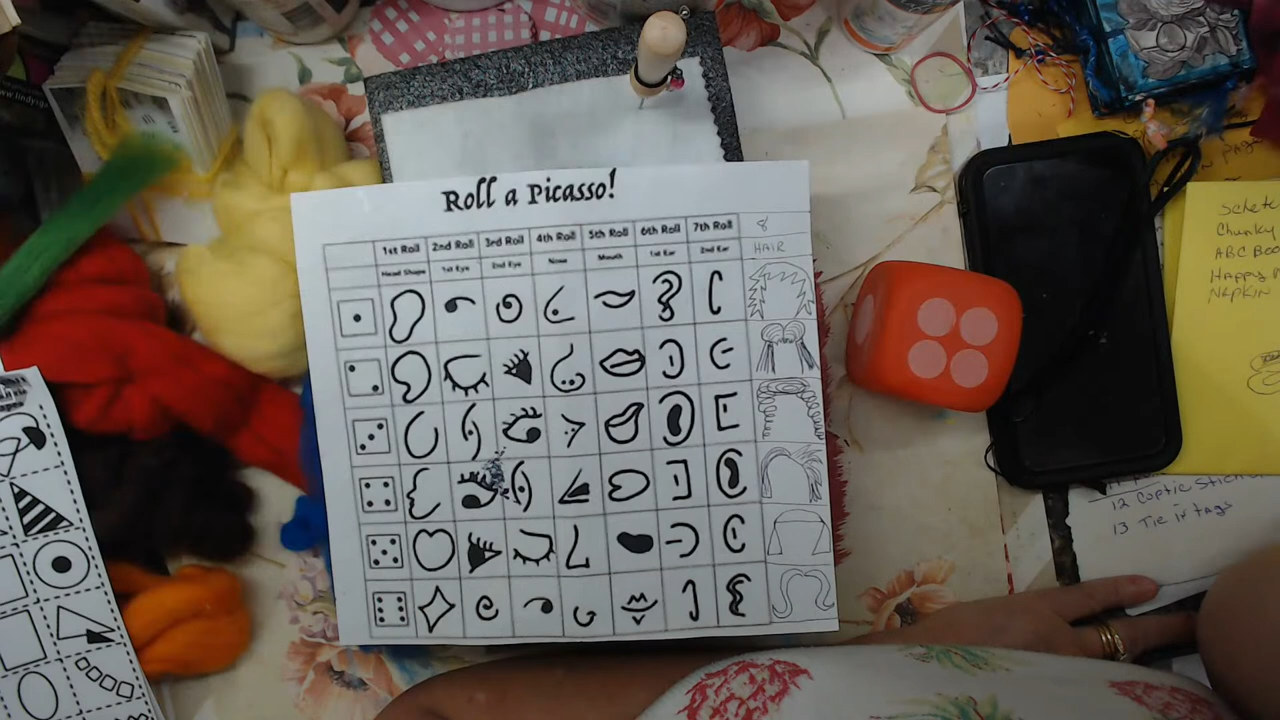 Roll a Picasso!
1st Roll 2nd Roll 3rd Roll 4th Roll 5th Roll 6th Roll 7th Roll 8
Head Shape 1st Eye 2nd Eye Nose Mouth 1st Ear 2nd Ear HAIR
Chunky
ABC Boo
Happy
Napkin
12 Coptic Stitch
13 Tie in tags